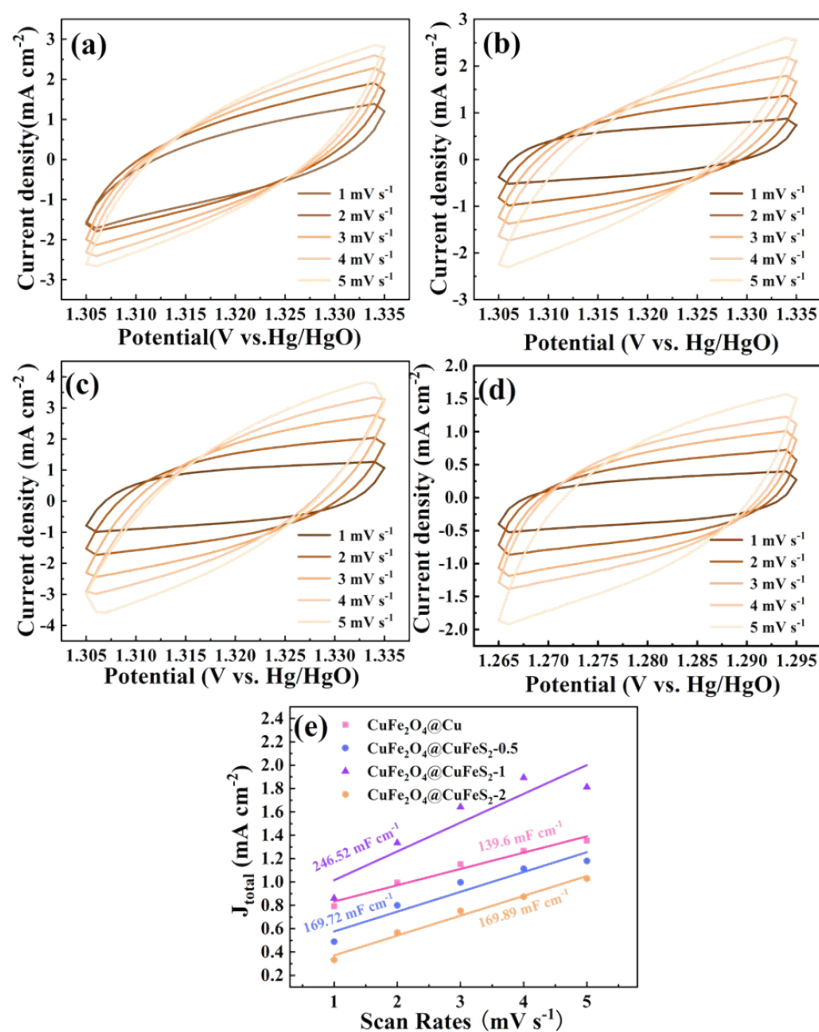 (a)
Current density(mA cm⁻²)
3
2
1
0
-1
-2
-3
1 mV s⁻¹
2 mV s⁻¹
3 mV s⁻¹
4 mV s⁻¹
5 mV s⁻¹
1.305 1.310 1.315 1.320 1.325 1.330 1.335
Potential(V vs.Hg/HgO)
(b)
Current density (mA cm⁻²)
3
2
1
0
-1
-2
3
1 mV s⁻¹
2 mV s⁻¹
3 mV s⁻¹
4 mV s⁻¹
5 mV s⁻¹
1.305 1.310 1.315 1.320 1.325 1.330 1.335
Potential (V vs. Hg/HgO)
(c)
Current density (mA cm⁻²)
4
3
2
1
0
-1
-2
-3
-4
1 mV s⁻¹
2 mV s⁻¹
3 mV s⁻¹
4 mV s⁻¹
5 mV s⁻¹
1.305 1.310 1.315 1.320 1.325 1.330 1.335
Potential (V vs. Hg/HgO)
(d)
Current density (mA cm⁻²)
2.0
1.5
1.0
0.5
0.0
-0.5
-1.0
-1.5
-2.0
1 mV s⁻¹
2 mV s⁻¹
3 mV s⁻¹
4 mV s⁻¹
5 mV s⁻¹
1.265 1.270 1.275 1.280 1.285 1.290 1.295
Potential (V vs. Hg/HgO)
(e)
J_total (mA cm⁻²)
2.4
2.2
2.0
1.8
1.6
1.4
1.2
1.0
0.8
0.6
0.4
0.2
CuFe₂O₄@Cu
CuFe₂O₄@CuFeS₂-0.5
CuFe₂O₄@CuFeS₂-1
CuFe₂O₄@CuFeS₂-2
246.52 mF cm⁻¹
139.6 mF cm⁻¹
169.72 mF cm⁻¹
169.89 mF cm⁻¹
1 2 3 4 5
Scan Rates (mV s⁻¹)